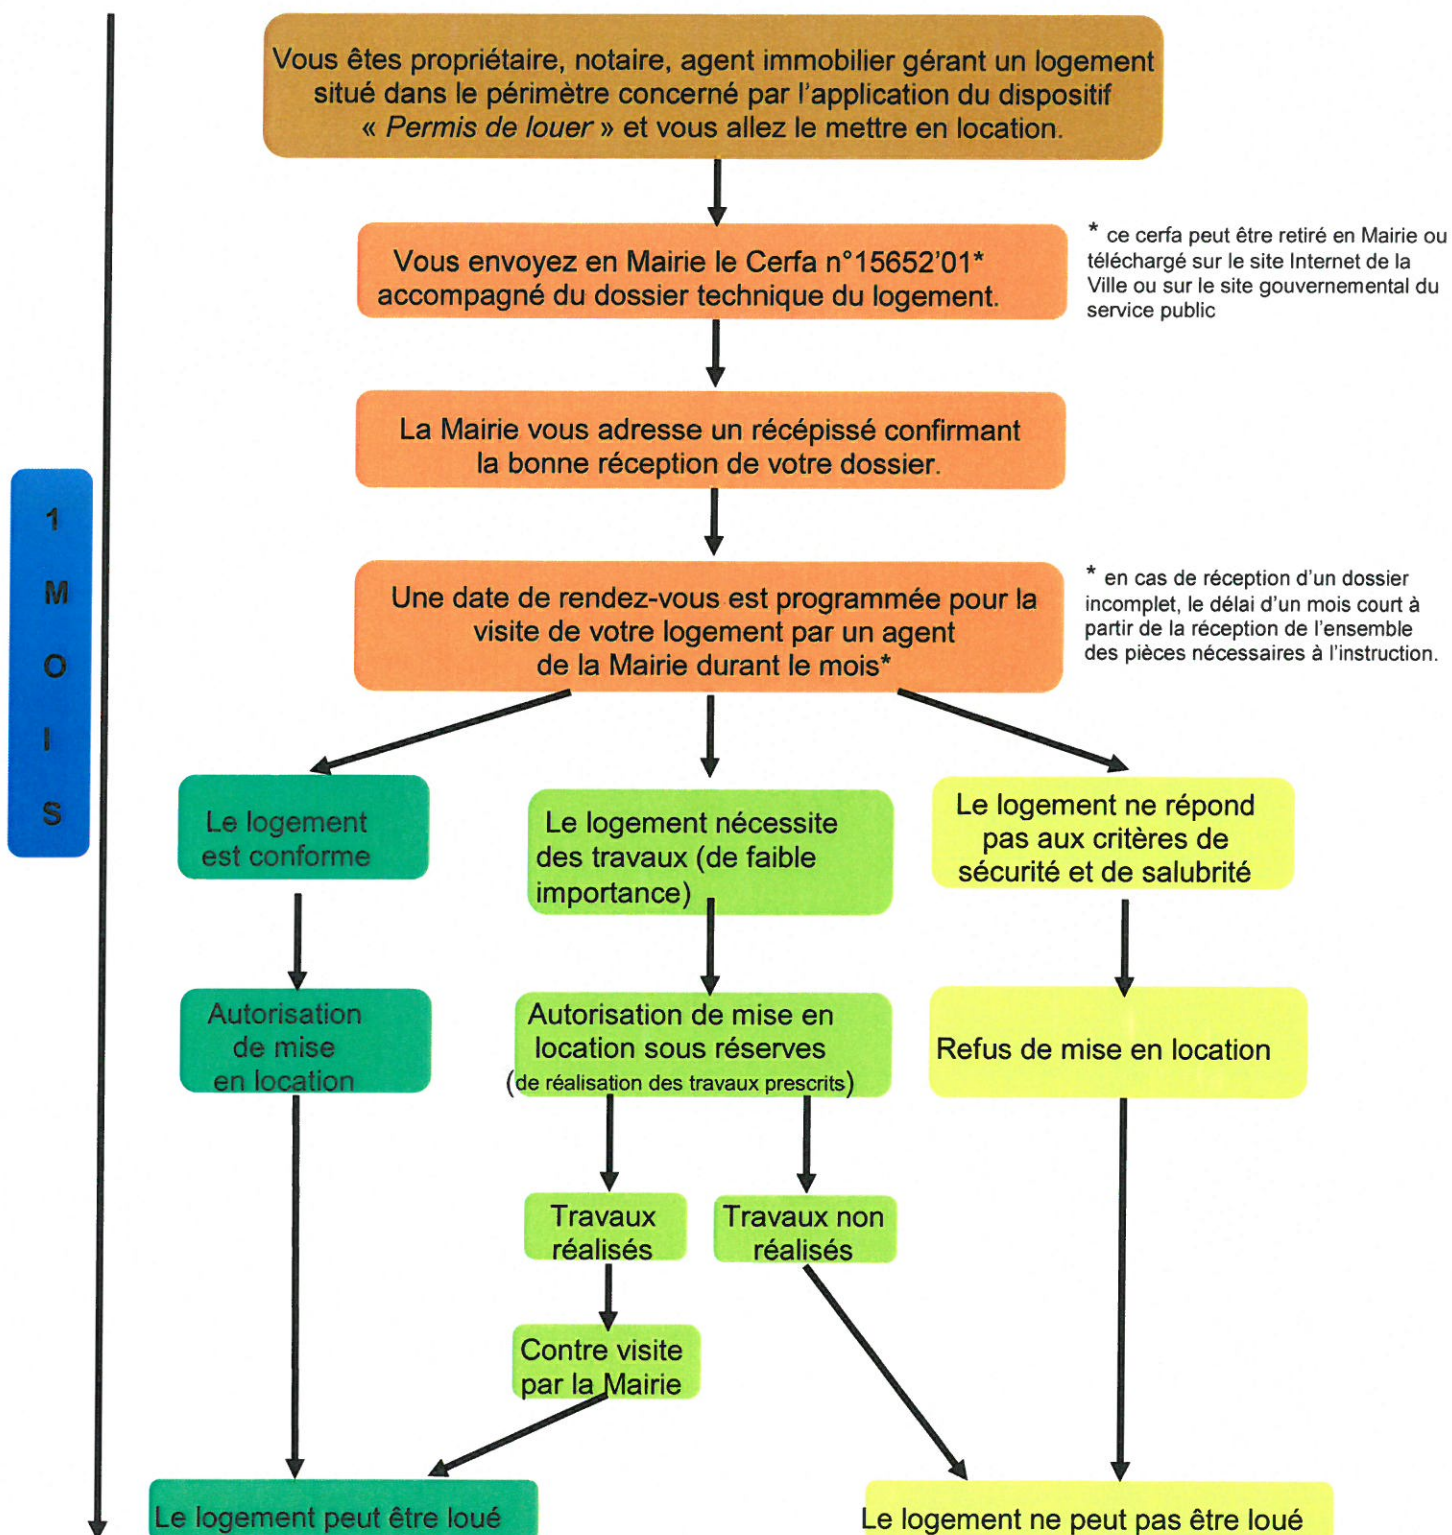 Vous êtes propriétaire, notaire, agent immobilier gérant un logement
situé dans le périmètre concerné par l'application du dispositif
« Permis de louer » et vous allez le mettre en location.
Vous envoyez en Mairie le Cerfa n°15652'01*
accompagné du dossier technique du logement.
* ce cerfa peut être retiré en Mairie ou
téléchargé sur le site Internet de la
Ville ou sur le site gouvernemental du
service public
La Mairie vous adresse un récépissé confirmant
la bonne réception de votre dossier.
1
M
O
I
S
Une date de rendez-vous est programmée pour la
visite de votre logement par un agent
de la Mairie durant le mois*
* en cas de réception d'un dossier
incomplet, le délai d'un mois court à
partir de la réception de l'ensemble
des pièces nécessaires à l'instruction.
Le logement
est conforme
Le logement nécessite
des travaux (de faible
importance)
Le logement ne répond
pas aux critères de
sécurité et de salubrité
Autorisation
de mise
en location
Autorisation de mise en
location sous réserves
(de réalisation des travaux prescrits)
Refus de mise en location
Travaux
réalisés
Travaux non
réalisés
Contre visite
par la Mairie
Le logement peut être loué
Le logement ne peut pas être loué